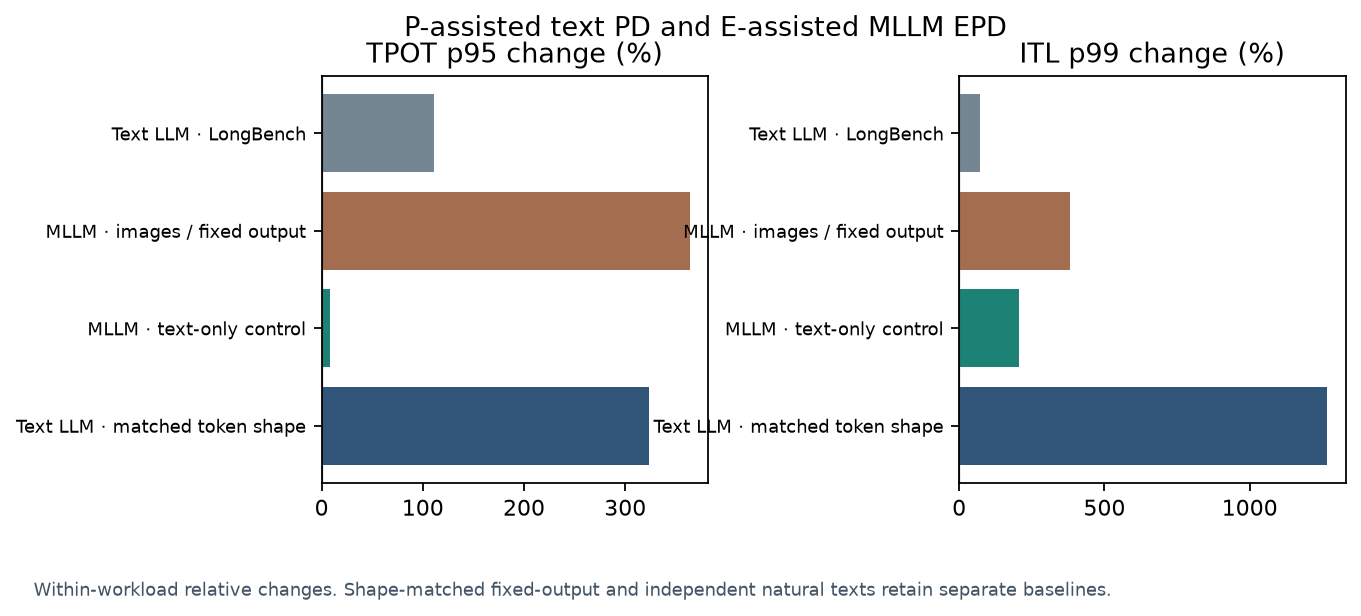 P-assisted text PD and E-assisted MLLM EPD
TPOT p95 change (%)
Text LLM · LongBench
MLLM · images / fixed output
MLLM · text-only control
Text LLM · matched token shape
0 100 200 300
ITL p99 change (%)
Text LLM · LongBench
MLLM · images / fixed output
MLLM · text-only control
Text LLM · matched token shape
0 500 1000
Within-workload relative changes. Shape-matched fixed-output and independent natural texts retain separate baselines.